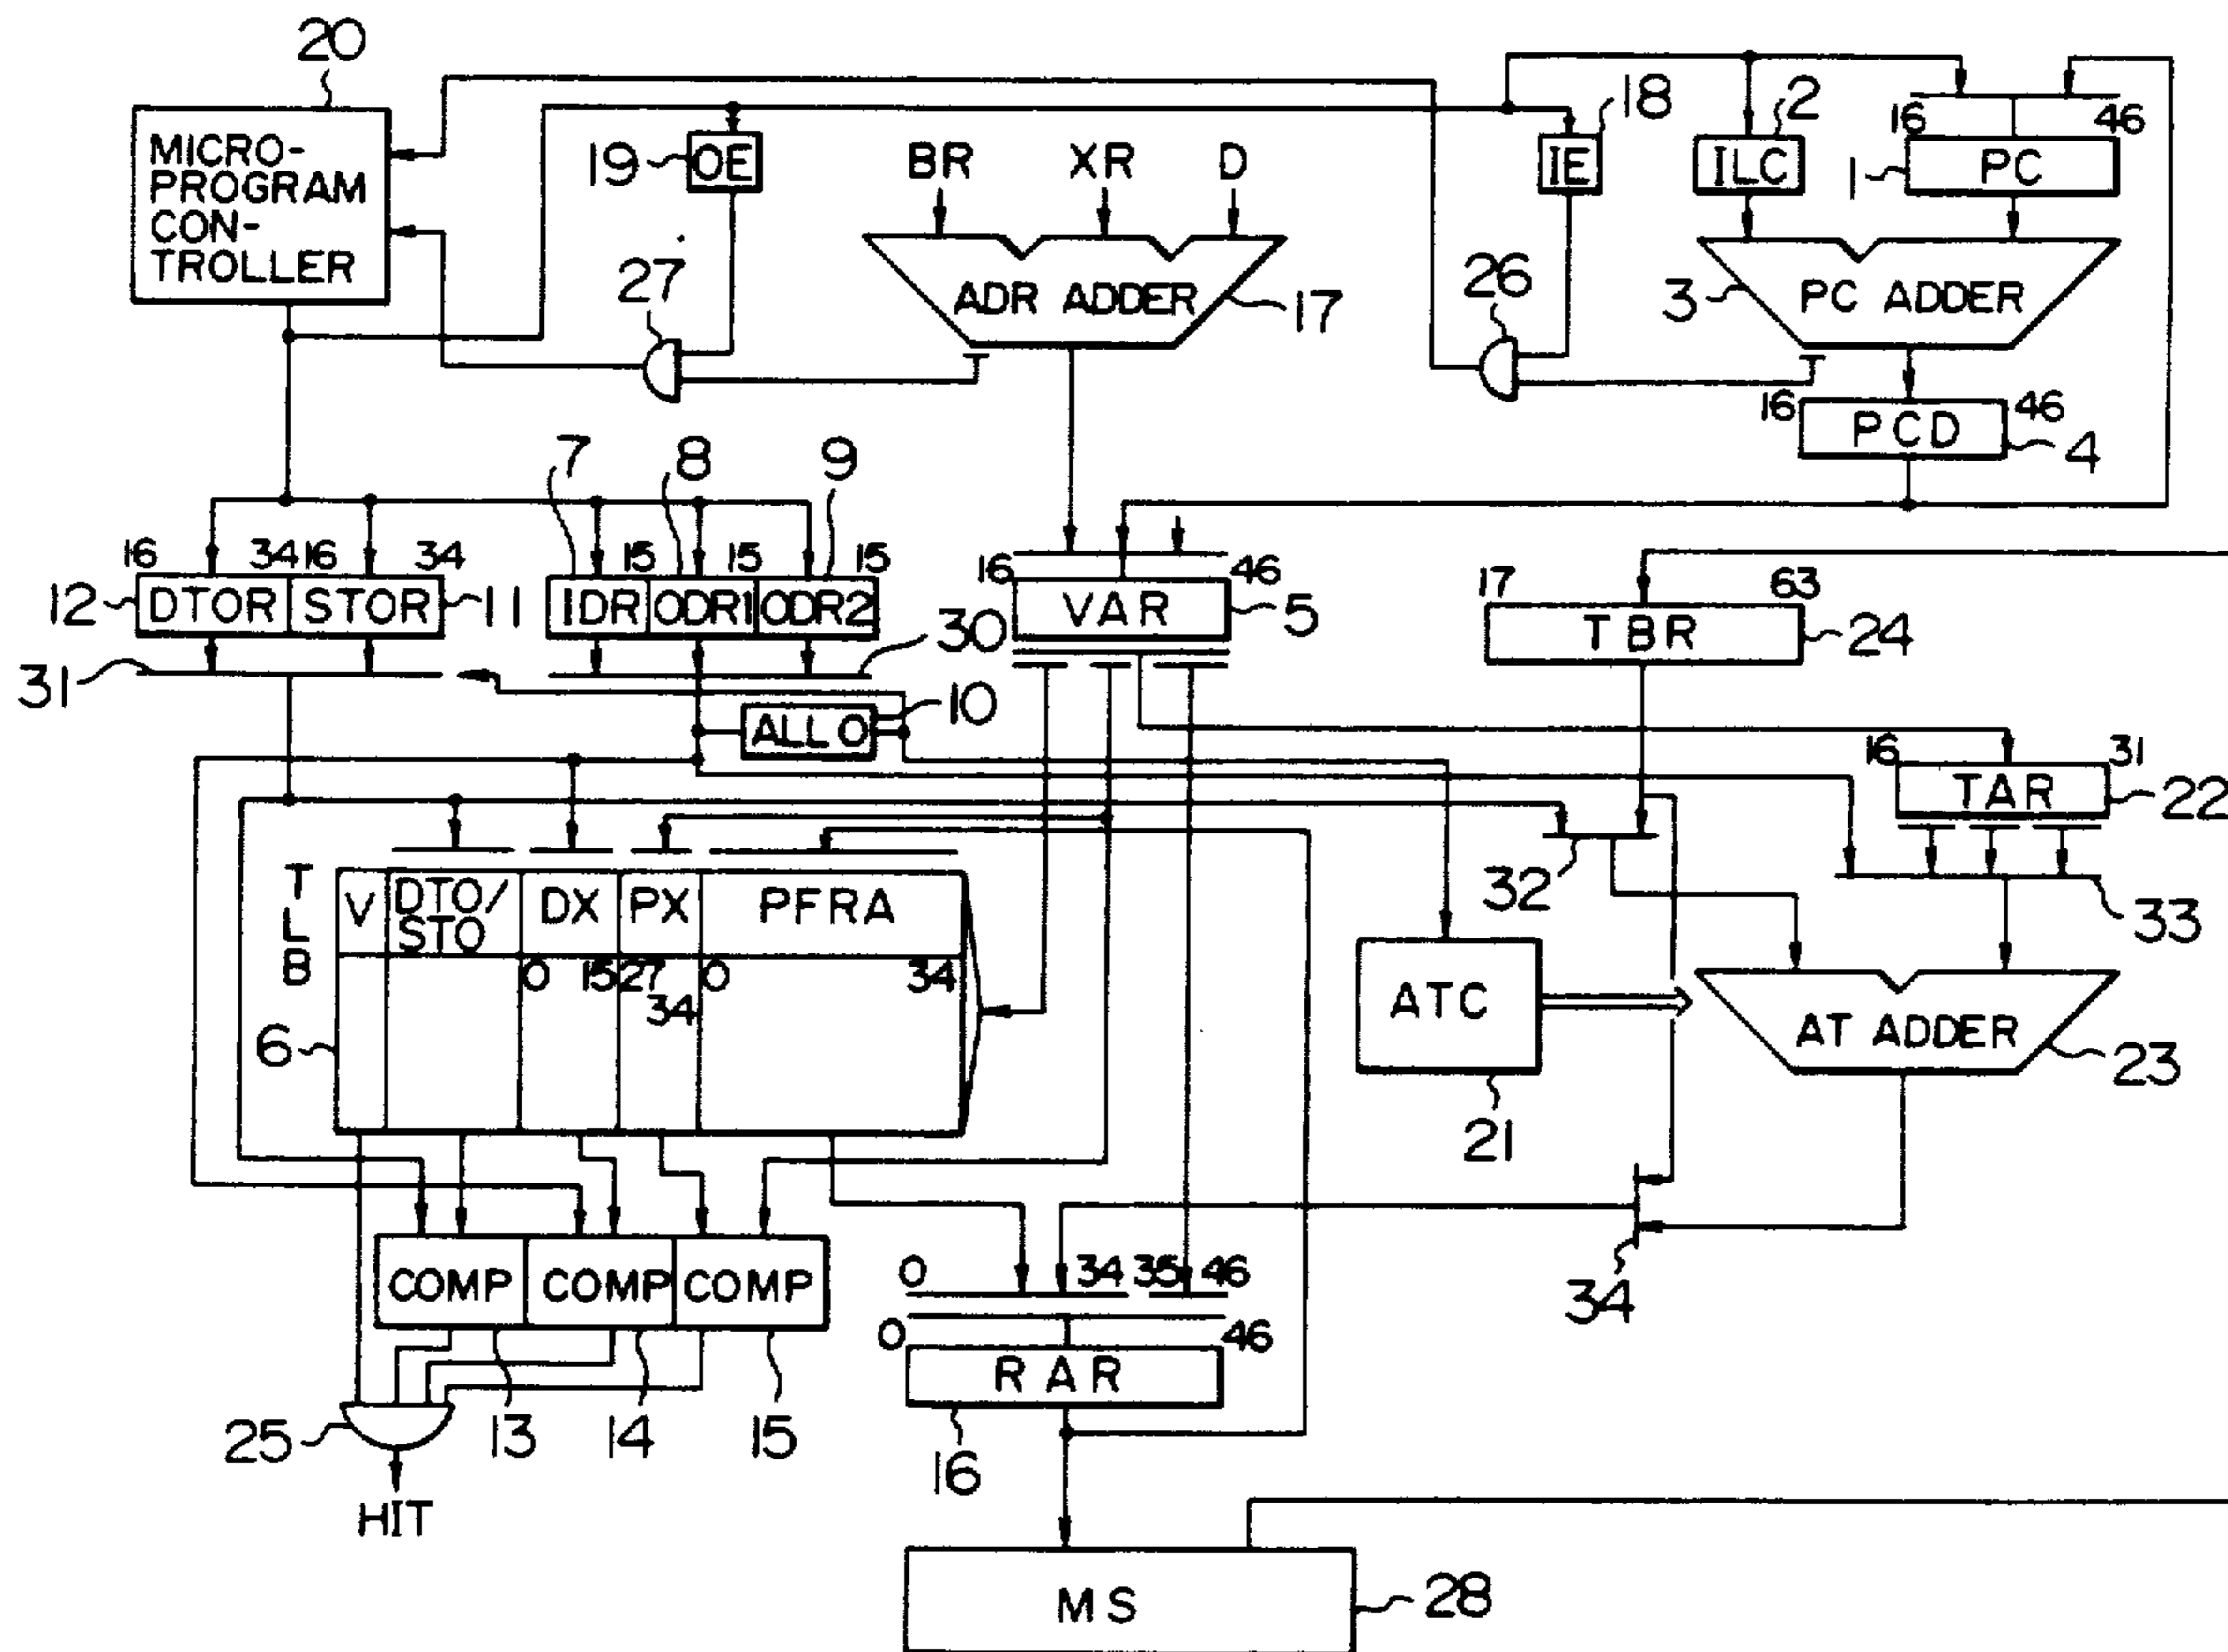 20
MICRO-
PROGRAM
CON-
TROLLER
19
OE
BR XR D
18
IE
2
ILC
16 46
1
PC
27
ADR ADDER
17
26
3
PC ADDER
16 46
PCD
4
7 8 9
16 34 16 34
12
DTOR STOR
11
15 15 15
IDR ODR1 ODR2
30
16 46
VAR
5
17 63
TBR
24
31
10
ALL 0
16 31
TAR
22
32
33
T
L
B
V
DTO/
STO
DX PX PFRA
0 15 27
34
0 34
6
ATC
21
AT ADDER
23
COMP COMP COMP
0 34 35 46
34
0 46
RAR
25
13 14 15
16
HIT
MS
28